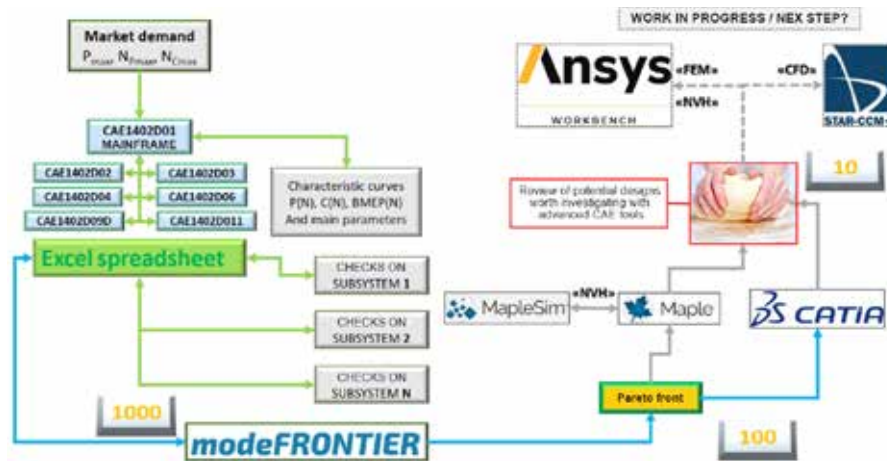 WORK IN PROGRESS / NEX STEP?
Market demand
CAE1402D01
MAINFRAME
CAE1402D02
CAE1402D03
CAE1402D04
CAE1402D06
CAE1402D09D
CAE1402D011
Characteristic curves
P(N), C(N), BMEP(N)
And main parameters
Excel spreadsheet
CHECKS ON
SUBSYSTEM 1
CHECKS ON
SUBSYSTEM 2
CHECKS ON
SUBSYSTEM N
1000
modeFRONTIER
Ansys
WORKBENCH
«FEM»
«NVH»
«CFD»
STAR-CCM+
10
Review of potential designs
worth investigating with
advanced CAE tools
MapleSim
«NVH»
Maple
CATIA
Pareto front
100